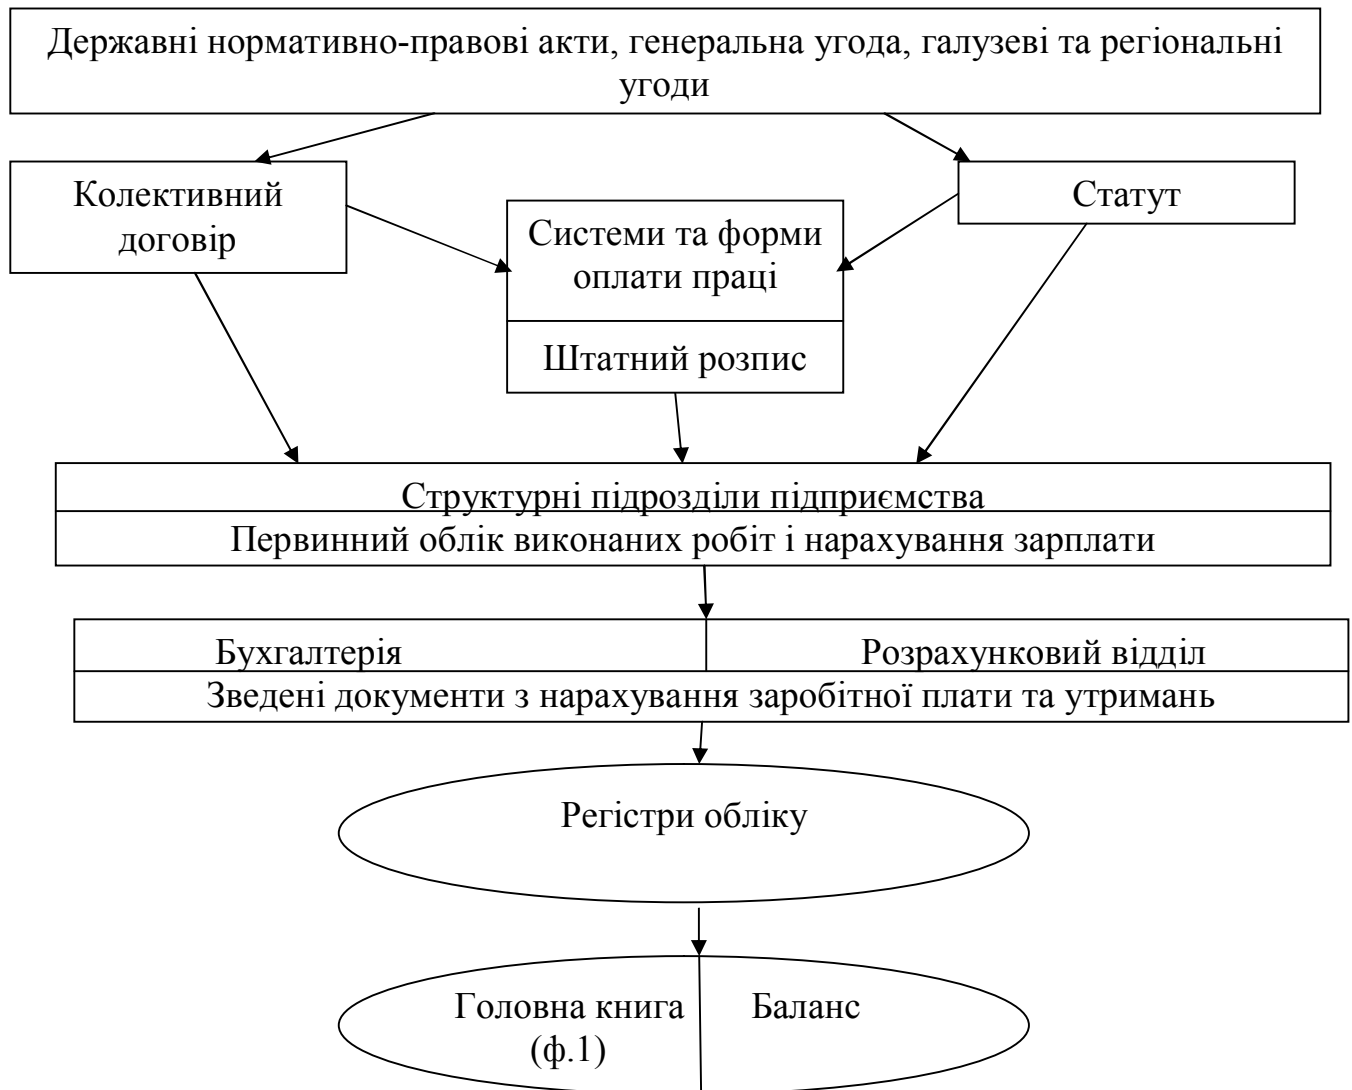 Державні нормативно-правові акти, генеральна угода, галузеві та регіональні
угоди
Колективний
договір
Статут
Системи та форми
оплати праці
Штатний розпис
Структурні підрозділи підприємства
Первинний облік виконаних робіт і нарахування зарплати
Бухгалтерія
Розрахунковий відділ
Зведені документи з нарахування заробітної плати та утримань
Регістри обліку
Головна книга
(ф.1)
Баланс